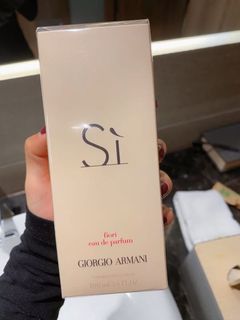 Sì
fiori
eau de parfum
GIORGIO ARMANI